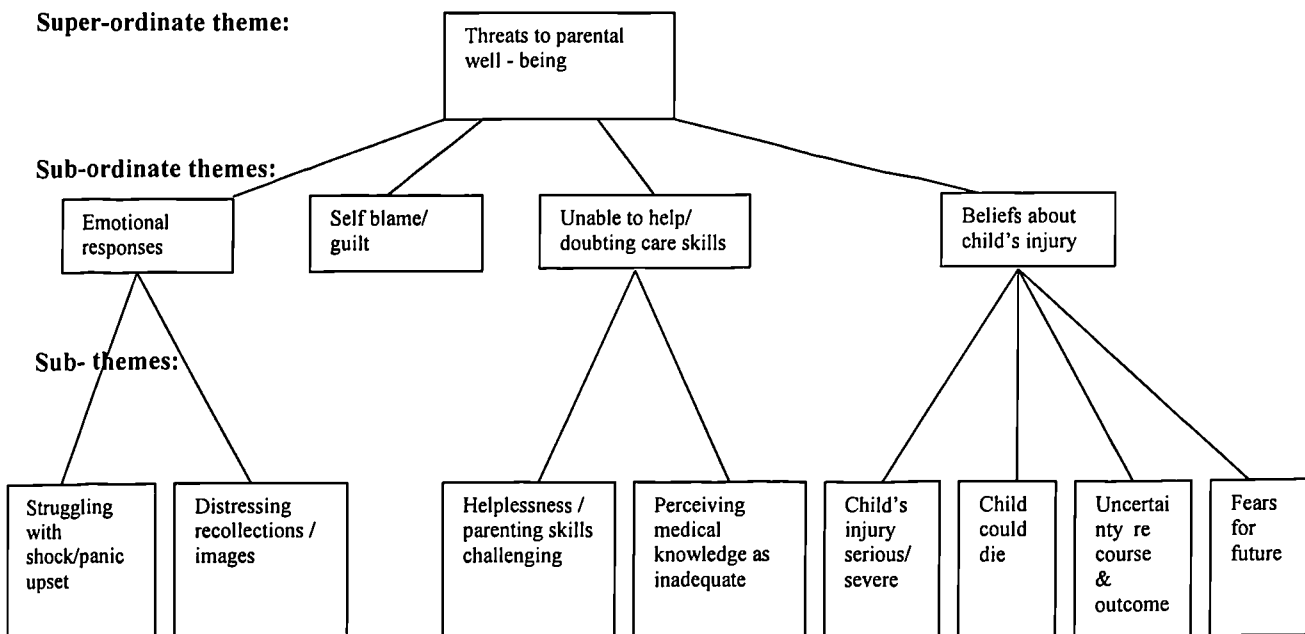 Super-ordinate theme:
Threats to parental
well - being
Sub-ordinate themes:
Emotional
responses
Self blame/
guilt
Unable to help/
doubting care skills
Beliefs about
child's injury
Sub- themes:
Struggling
with
shock/panic
upset
Distressing
recollections /
images
Helplessness /
parenting skills
challenging
Perceiving
medical
knowledge as
inadequate
Child's
injury
serious/
severe
Child
could
die
Uncertai
nty re
course
&
outcome
Fears
for
future